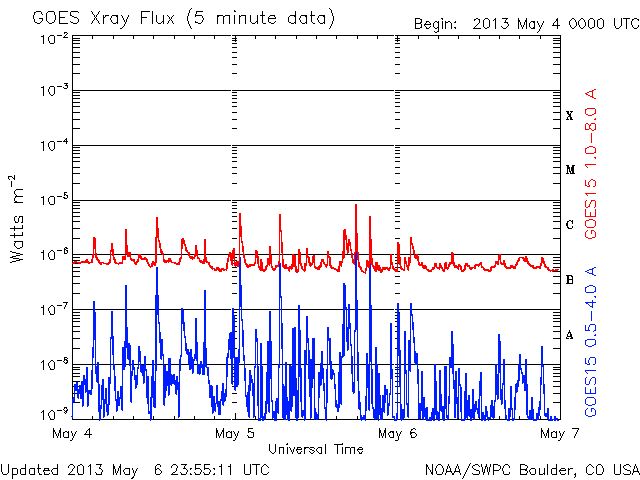 GOES Xray Flux (5 minute data)
Begin: 2013 May 4 0000 UTC
Watts m⁻²
10⁻²
10⁻³
10⁻⁴
10⁻⁵
10⁻⁶
10⁻⁷
10⁻⁸
10⁻⁹
X
M
C
B
A
GOES15 1.0-8.0 A
GOES15 0.5-4.0 A
May 4
May 5
May 6
May 7
Universal Time
Updated 2013 May 6 23:55:11 UTC
NOAA/SWPC Boulder, CO USA